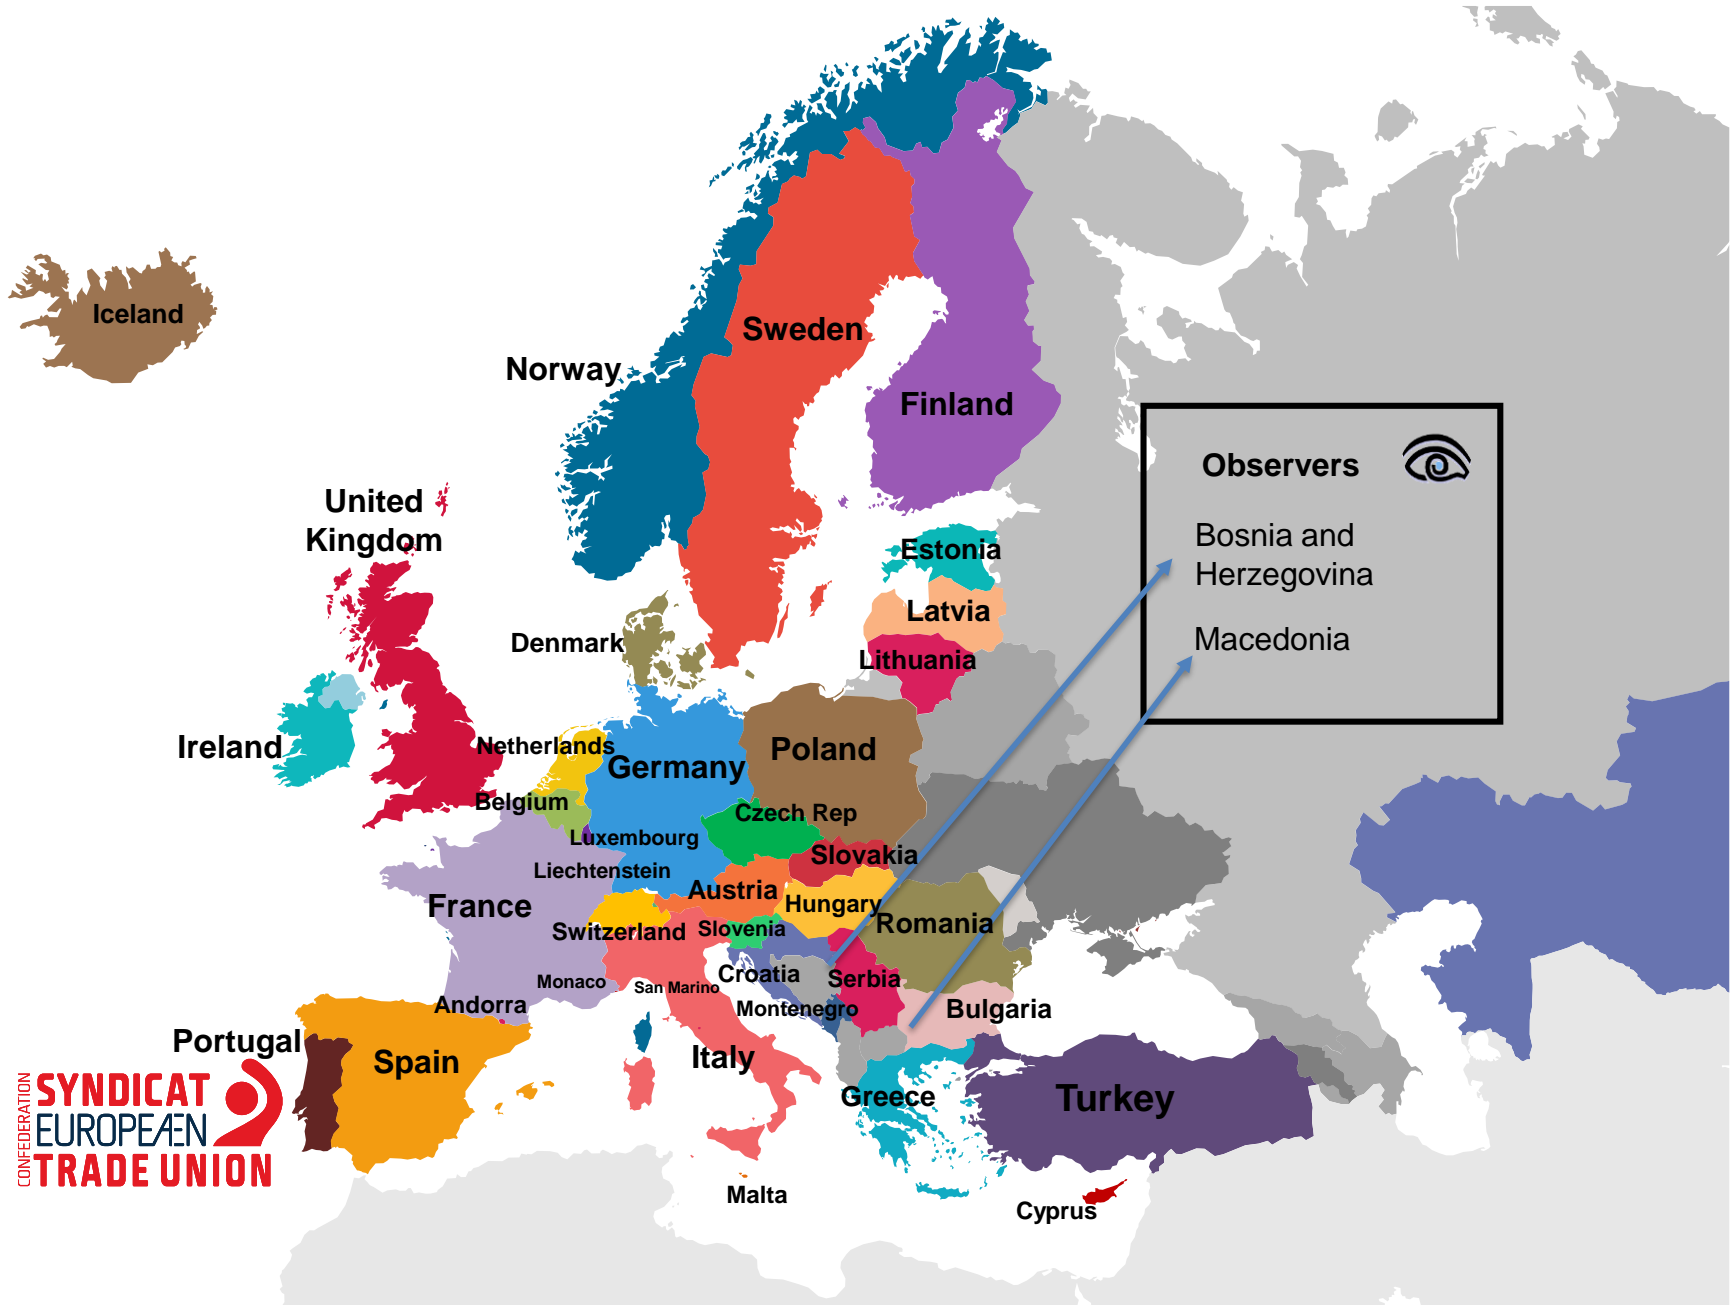 Iceland
Sweden
Norway
Finland
Observers
United
Kingdom
Bosnia and
Herzegovina
Estonia
Latvia
Macedonia
Denmark
Lithuania
Ireland
Netherlands
Germany
Poland
Belgium
Czech Rep
Luxembourg
Slovakia
Liechtenstein
Austria
France
Hungary
Romania
Switzerland
Slovenia
Croatia
Serbia
Monaco
San Marino
Andorra
Montenegro
Bulgaria
Portugal
Spain
Italy
Greece
Turkey
CONFEDERATION
SYNDICAT
EUROPEÆN
TRADE UNION
Malta
Cyprus